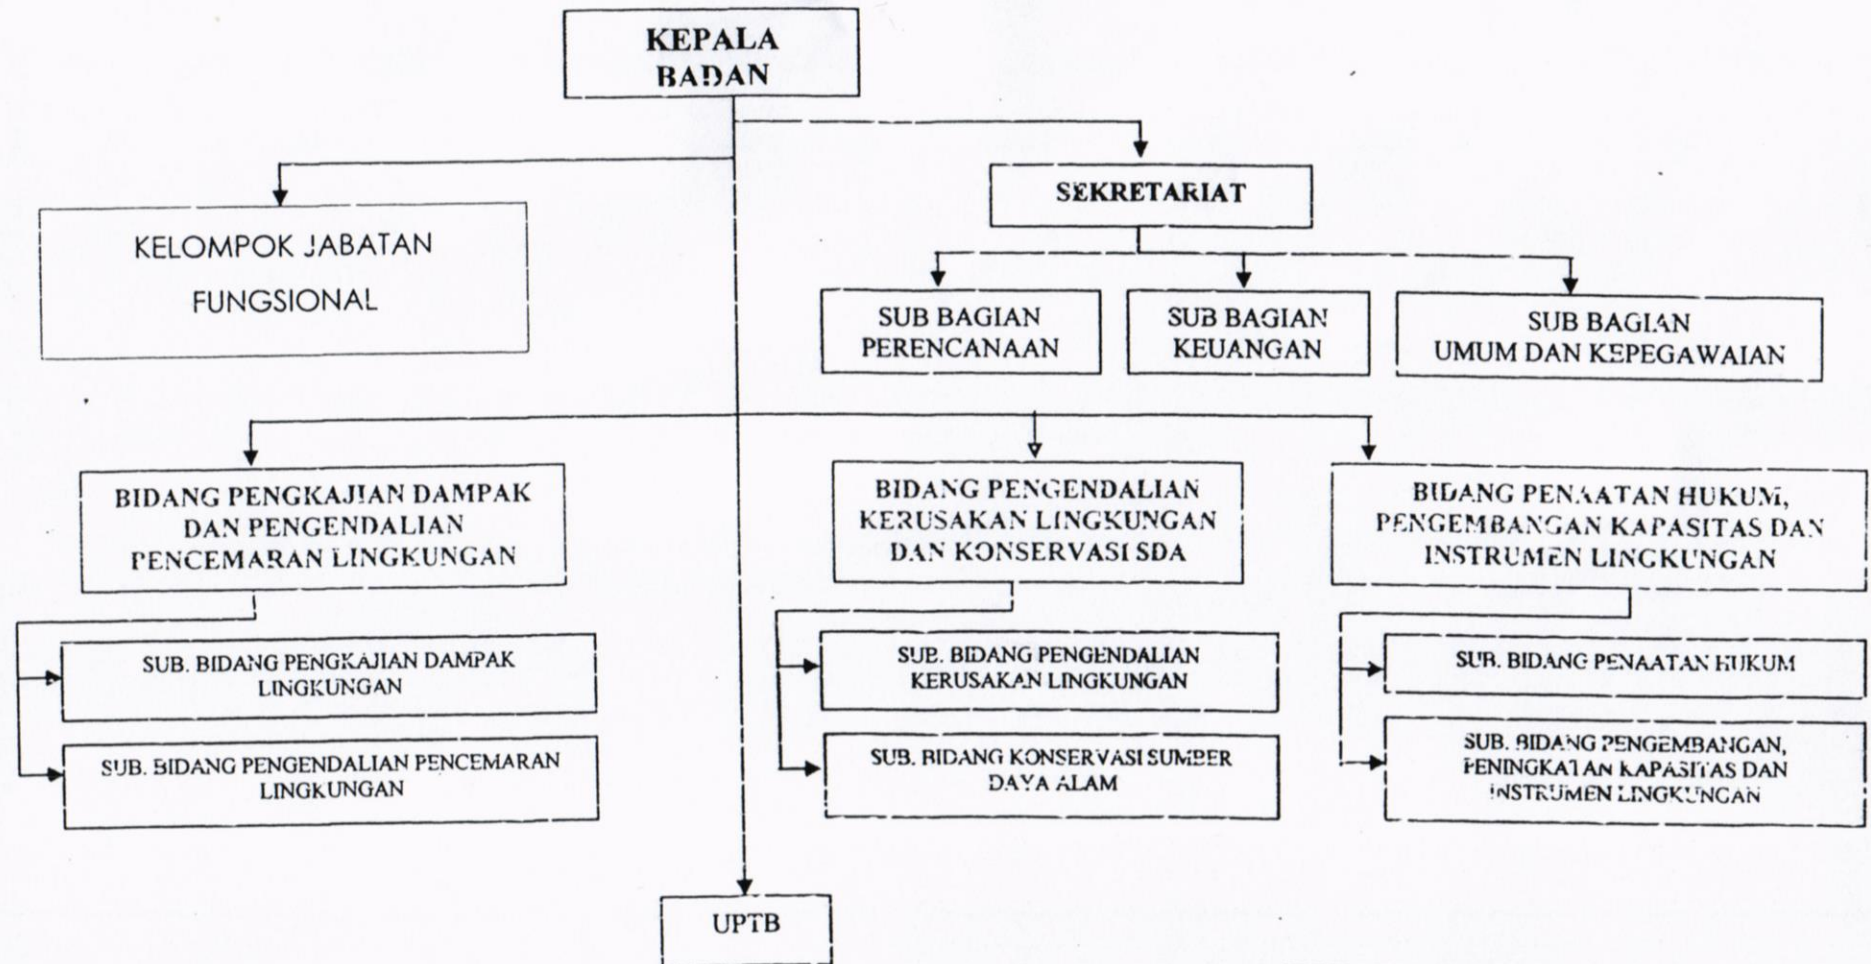 KEPALA
BADAN
SEKRETARIAT
KELOMPOK JABATAN
FUNGSIONAL
SUB BAGIAN
PERENCANAAN
SUB BAGIAN
KEUANGAN
SUB BAGIAN
UMUM DAN KEPEGAWAIAN
BIDANG PENGKAJIAN DAMPAK
DAN PENGENDALIAN
PENCEMARAN LINGKUNGAN
BIDANG PENGENDALIAN
KERUSAKAN LINGKUNGAN
DAN KONSERVASI SDA
BIDANG PENAATAN HUKUM,
PENGEMBANGAN KAPASITAS DAN
INSTRUMEN LINGKUNGAN
SUB. BIDANG PENGKAJIAN DAMPAK
LINGKUNGAN
SUB. BIDANG PENGENDALIAN PENCEMARAN
LINGKUNGAN
SUB. BIDANG PENGENDALIAN
KERUSAKAN LINGKUNGAN
SUB. BIDANG KONSERVASI SUMBER
DAYA ALAM
SUB. BIDANG PENAATAN HUKUM
SUB. BIDANG PENGEMBANGAN,
PENINGKATAN KAPASITAS DAN
INSTRUMEN LINGKUNGAN
UPTB